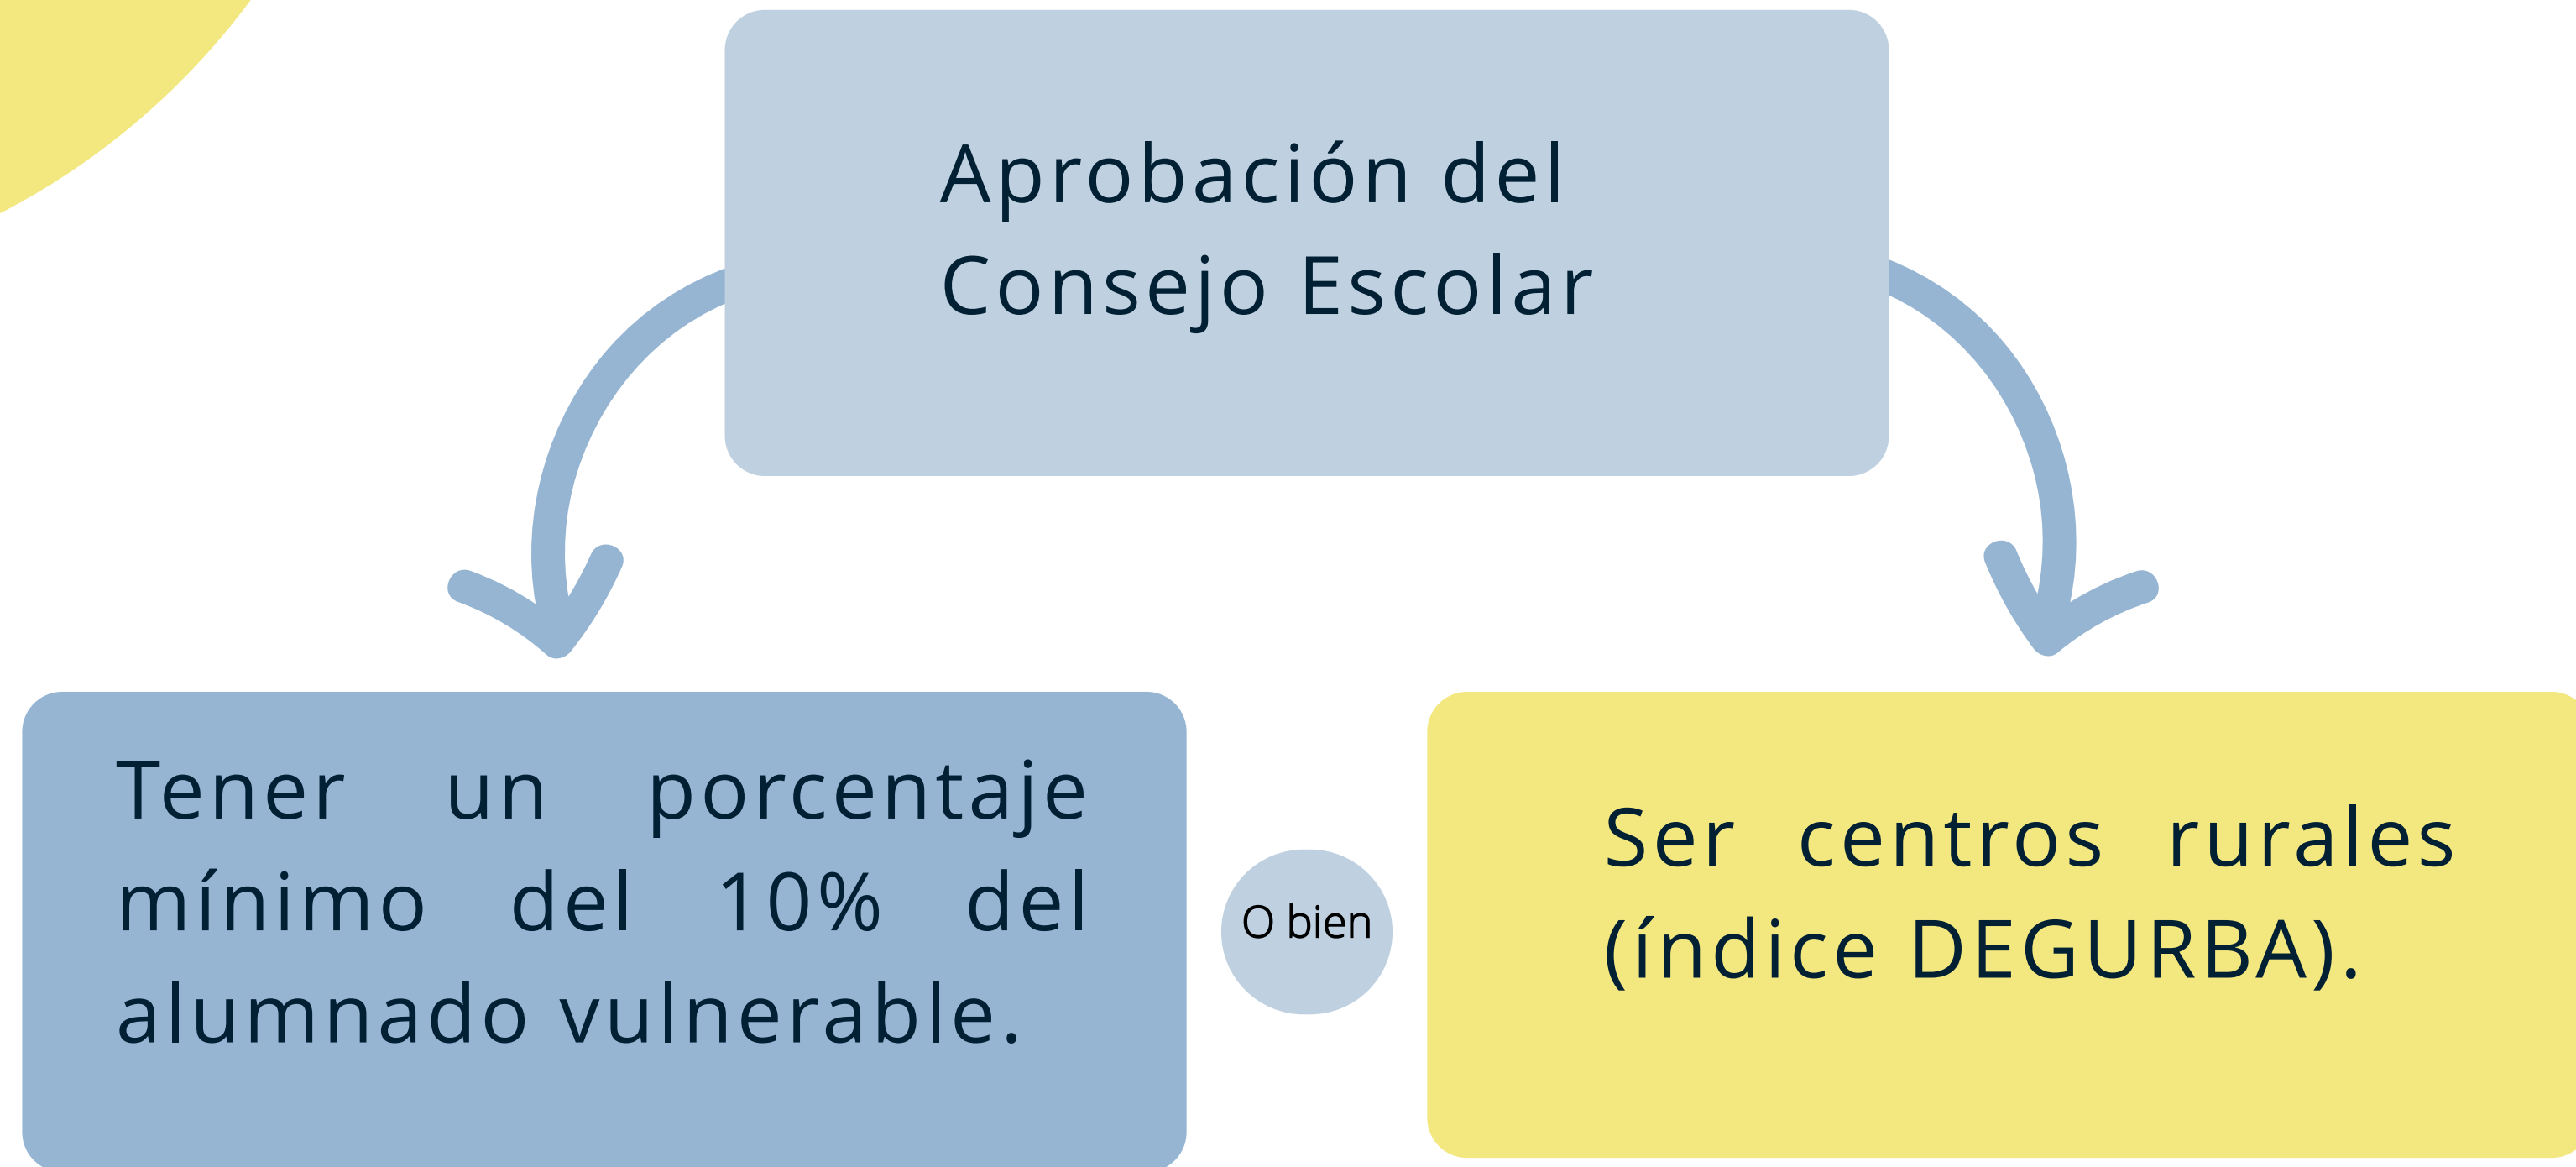 Aprobación del
Consejo Escolar
Tener un porcentaje
mínimo del 10% del
alumnado vulnerable.
O bien
Ser centros rurales
(índice DEGURBA).